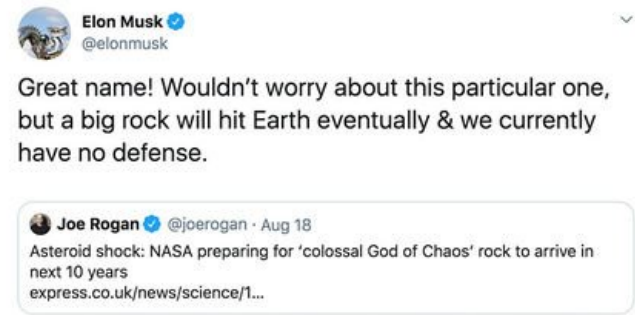 Elon Musk
@elonmusk
Great name! Wouldn’t worry about this particular one,
but a big rock will hit Earth eventually & we currently
have no defense.
Joe Rogan @joerogan · Aug 18
Asteroid shock: NASA preparing for ‘colossal God of Chaos’ rock to arrive in
next 10 years
express.co.uk/news/science/1...